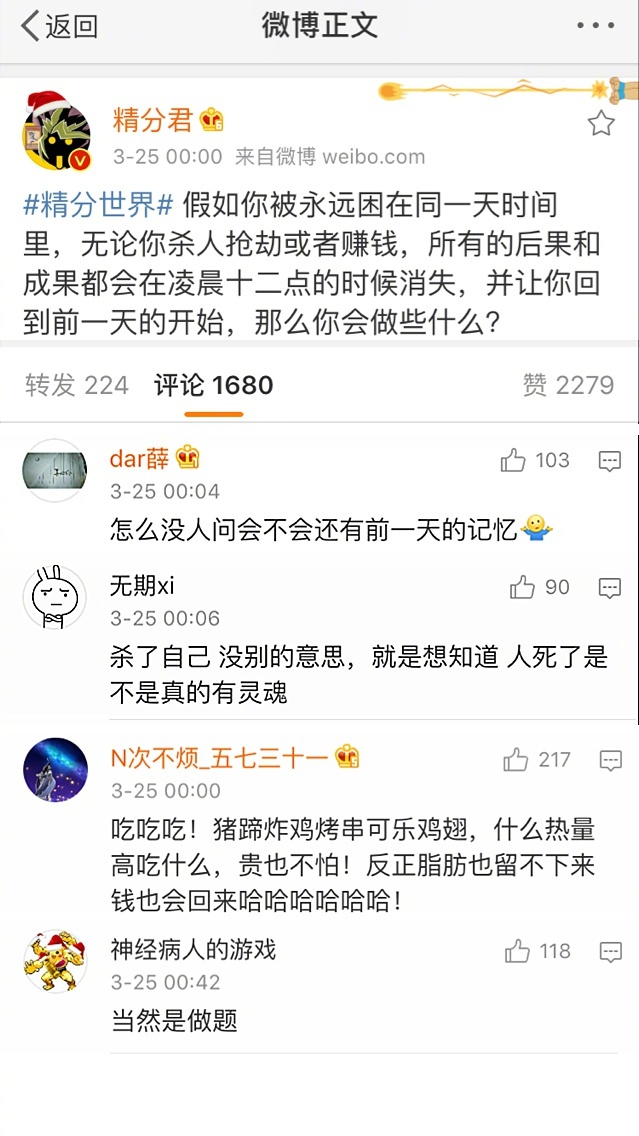 返回
微博正文
精分君
3-25 00:00 来自微博 weibo.com
#精分世界# 假如你被永远困在同一天时间
里，无论你杀人抢劫或者赚钱，所有的后果和
成果都会在凌晨十二点的时候消失，并让你回
到前一天的开始，那么你会做些什么？
转发 224 评论 1680 赞 2279
dar薛 103
3-25 00:04
怎么没人问会不会还有前一天的记忆🤷
无期xi 90
3-25 00:06
杀了自己 没别的意思，就是想知道 人死了是
不是真的有灵魂
N次不烦_五七三十一 217
3-25 00:00
吃吃吃！猪蹄炸鸡烤串可乐鸡翅，什么热量
高吃什么，贵也不怕！反正脂肪也留不下来
钱也会回来哈哈哈哈哈哈！
神经病人的游戏 118
3-25 00:42
当然是做题